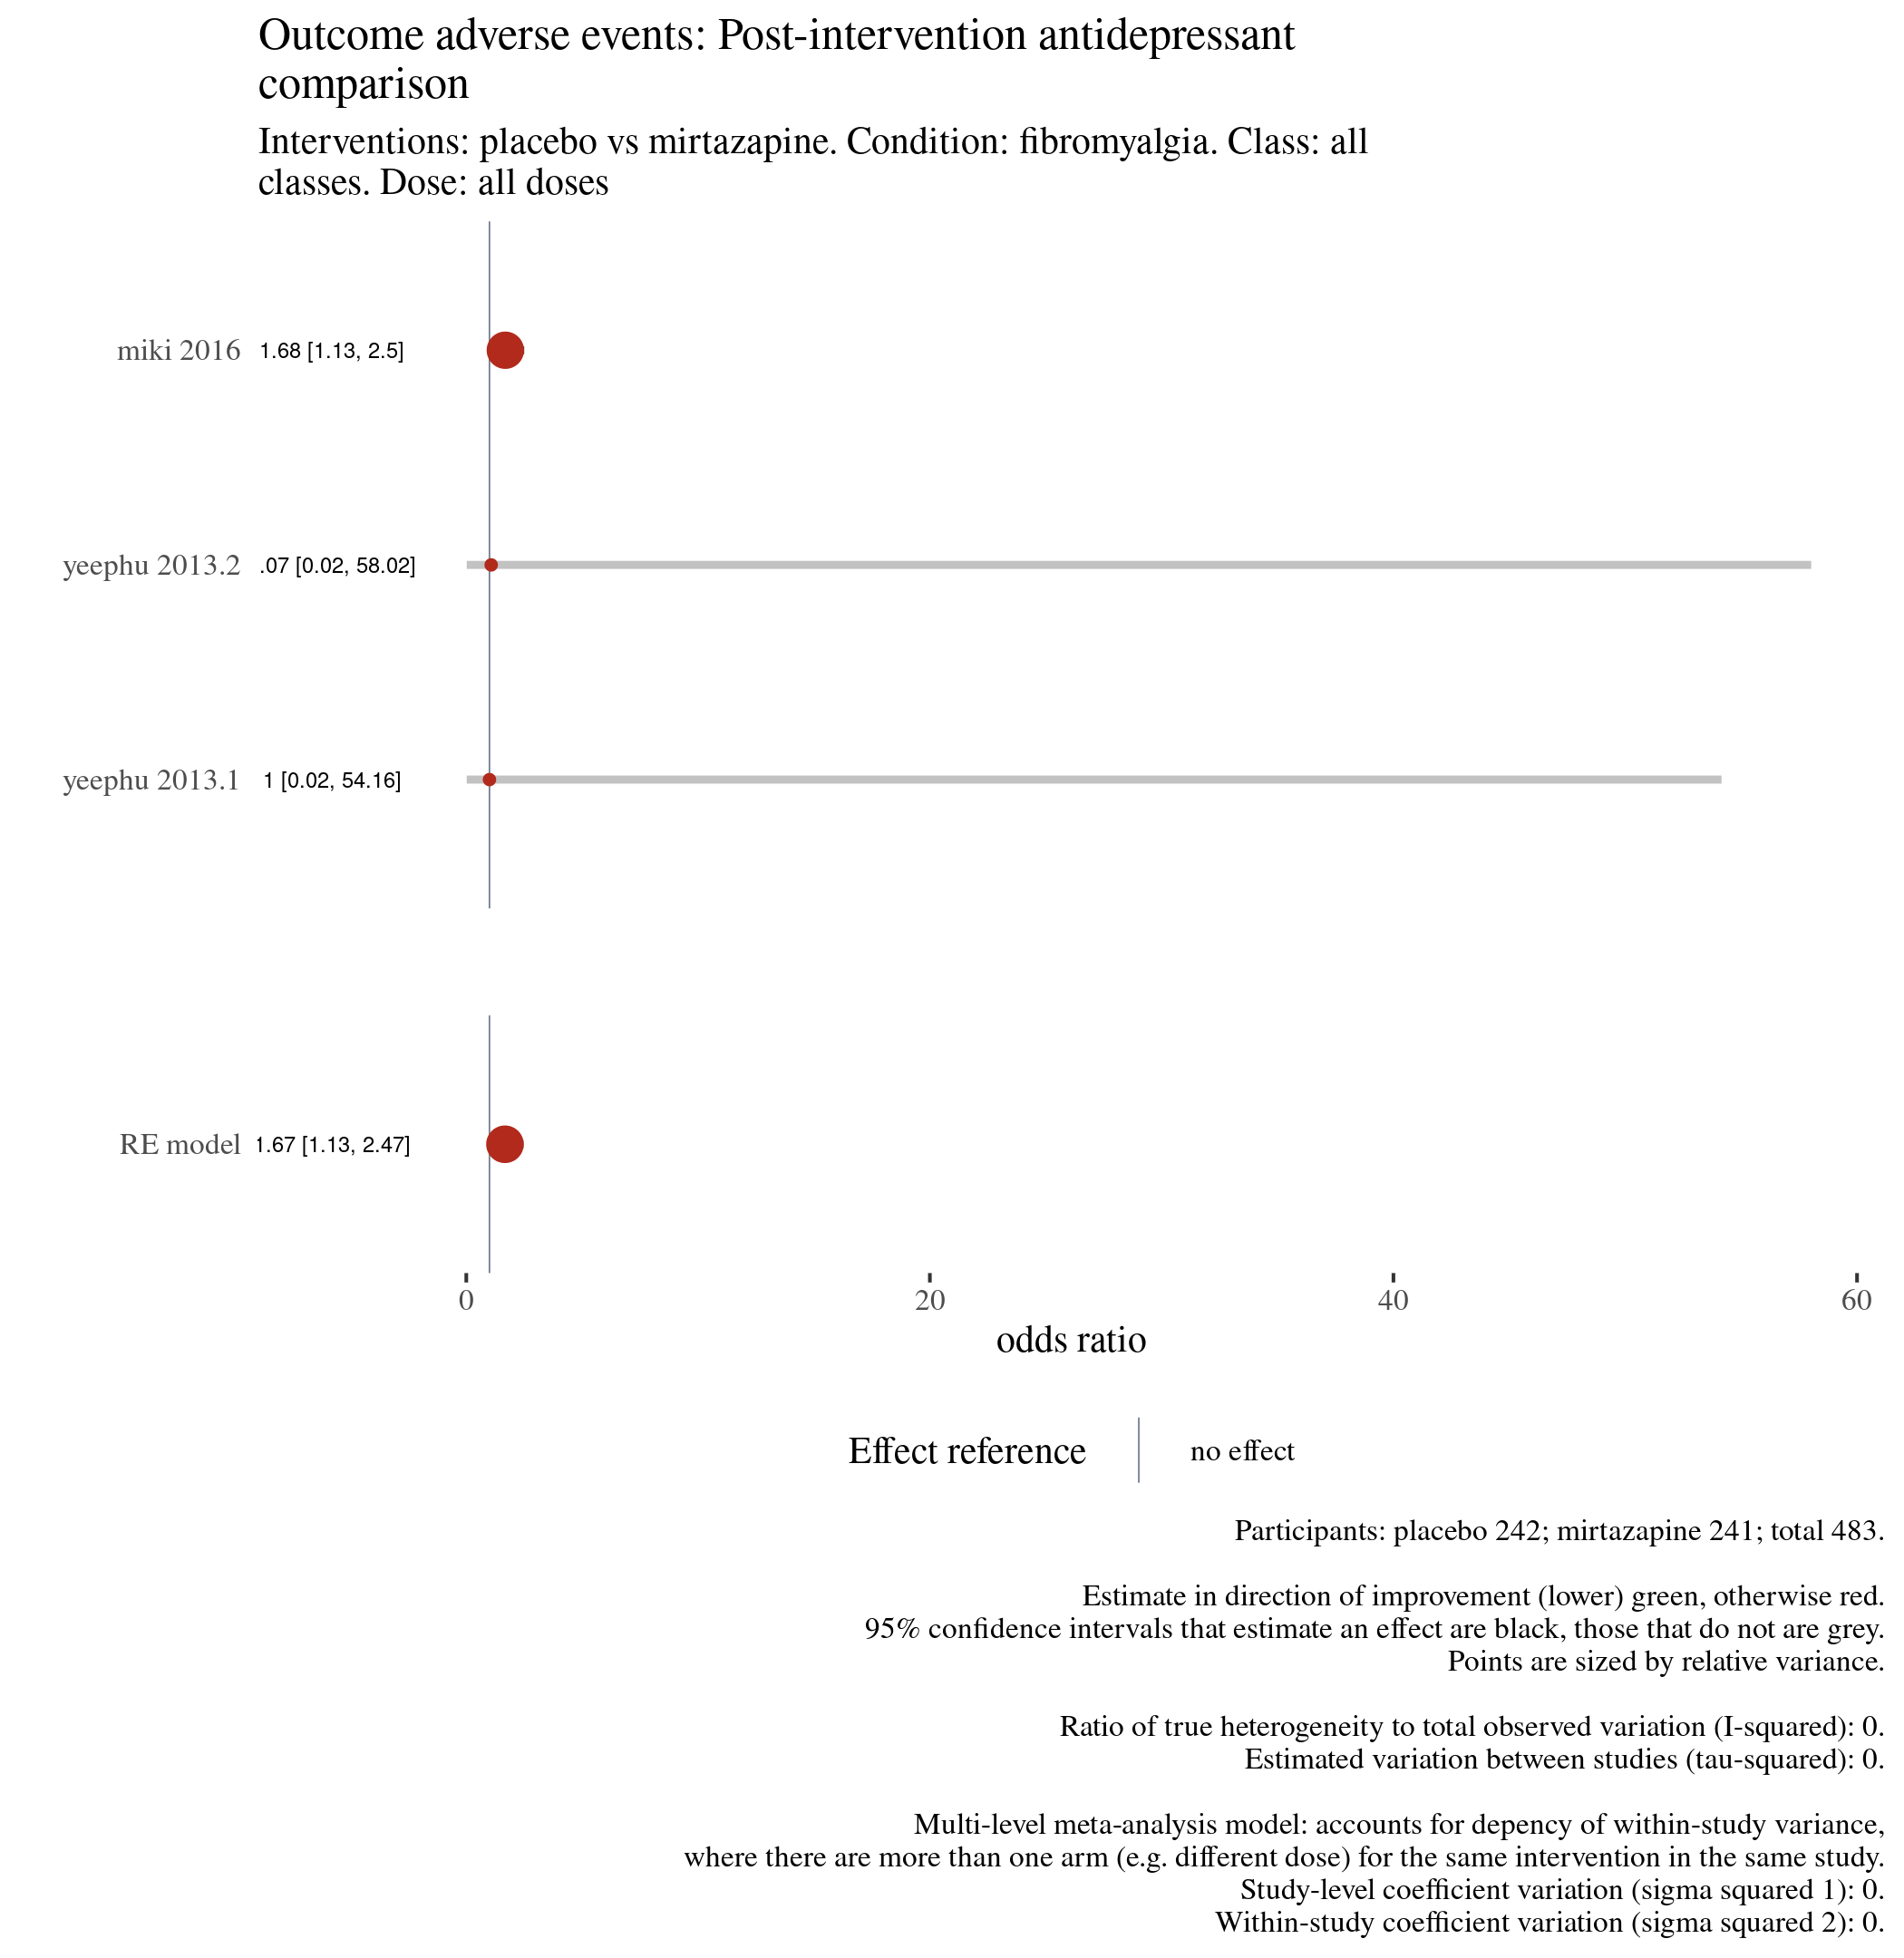 Outcome adverse events: Post-intervention antidepressant
comparison
Interventions: placebo vs mirtazapine. Condition: fibromyalgia. Class: all
classes. Dose: all doses
miki 2016 1.68 [1.13, 2.5]
yeephu 2013.2 .07 [0.02, 58.02]
yeephu 2013.1 1 [0.02, 54.16]
RE model 1.67 [1.13, 2.47]
0 20 40 60
odds ratio
Effect reference no effect
Participants: placebo 242; mirtazapine 241; total 483.
Estimate in direction of improvement (lower) green, otherwise red.
95% confidence intervals that estimate an effect are black, those that do not are grey.
Points are sized by relative variance.
Ratio of true heterogeneity to total observed variation (I-squared): 0.
Estimated variation between studies (tau-squared): 0.
Multi-level meta-analysis model: accounts for depency of within-study variance,
where there are more than one arm (e.g. different dose) for the same intervention in the same study.
Study-level coefficient variation (sigma squared 1): 0.
Within-study coefficient variation (sigma squared 2): 0.